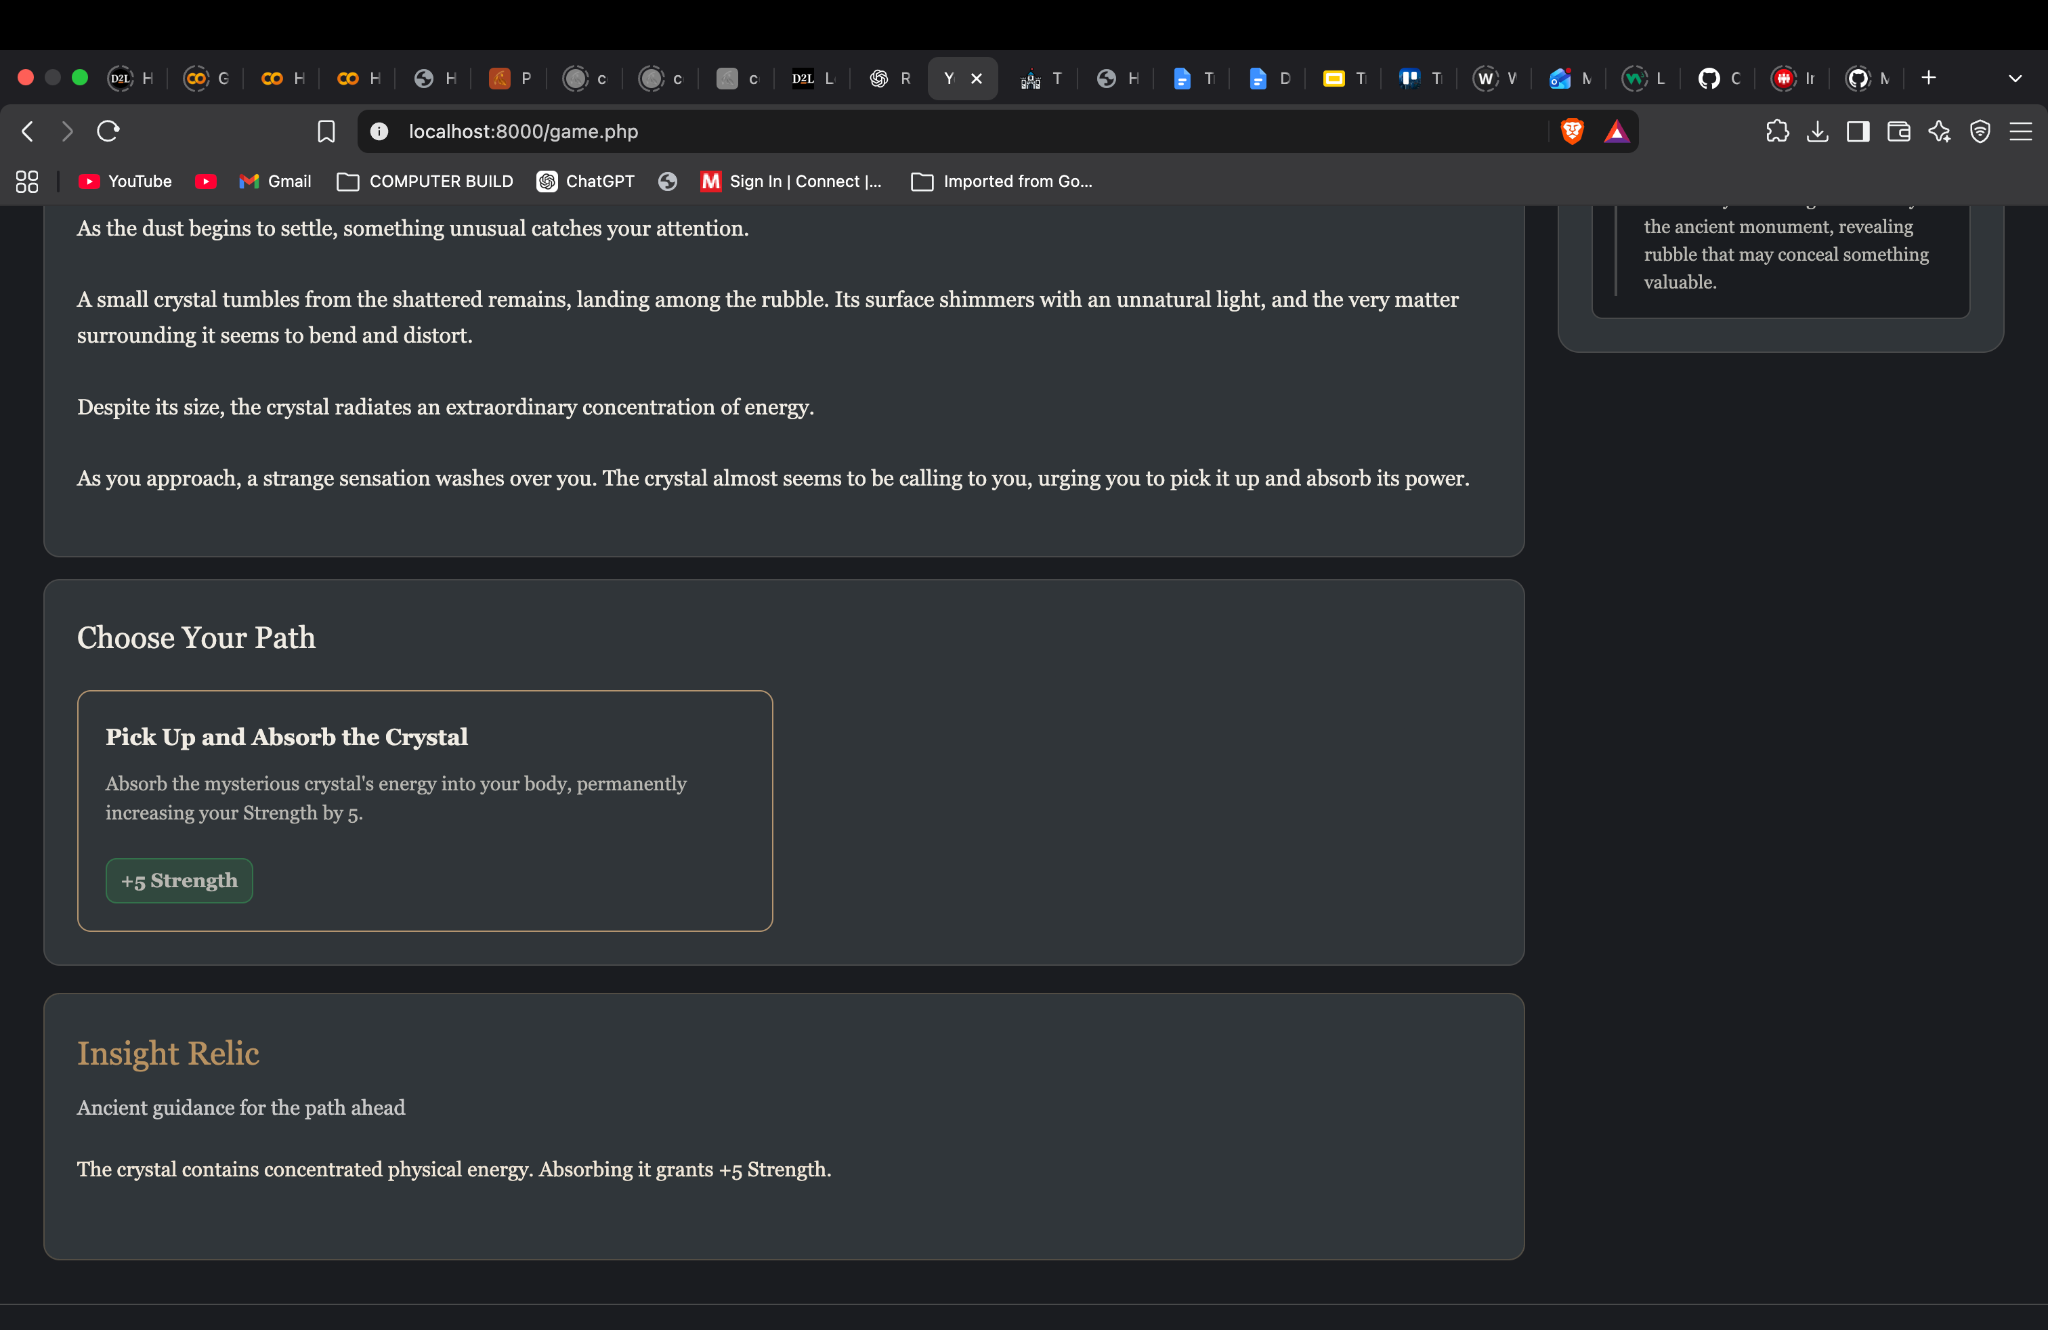 D2L H
G
H
H
H
P
c
c
c
D2L L
R
Y
T
H
T
D
T
T
W V
M
L
C
Ir
M
localhost:8000/game.php
YouTube
Gmail
COMPUTER BUILD
ChatGPT
M Sign In | Connect |...
Imported from Go...
As the dust begins to settle, something unusual catches your attention.
A small crystal tumbles from the shattered remains, landing among the rubble. Its surface shimmers with an unnatural light, and the very matter
surrounding it seems to bend and distort.
Despite its size, the crystal radiates an extraordinary concentration of energy.
As you approach, a strange sensation washes over you. The crystal almost seems to be calling to you, urging you to pick it up and absorb its power.
the ancient monument, revealing
rubble that may conceal something
valuable.
Choose Your Path
Pick Up and Absorb the Crystal
Absorb the mysterious crystal's energy into your body, permanently
increasing your Strength by 5.
+5 Strength
Insight Relic
Ancient guidance for the path ahead
The crystal contains concentrated physical energy. Absorbing it grants +5 Strength.